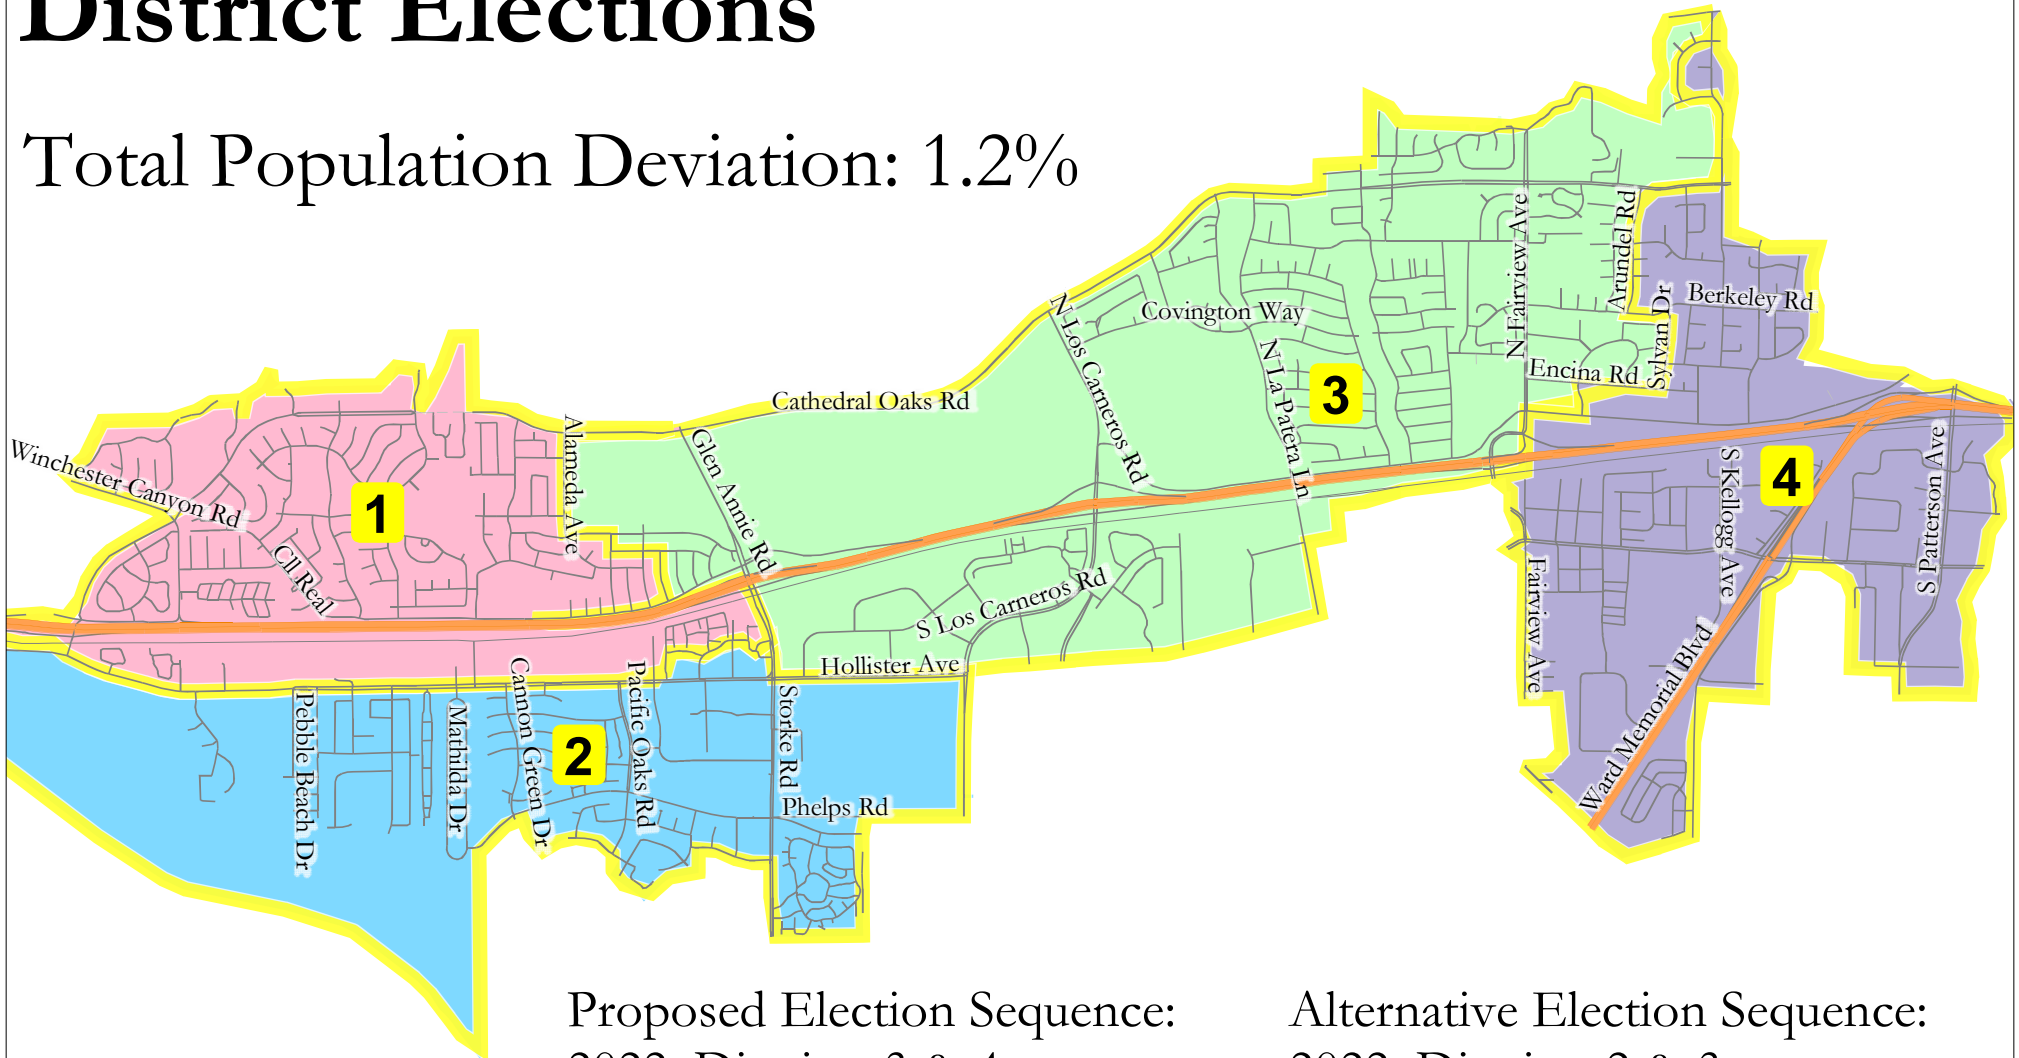 District Elections
Total Population Deviation: 1.2%
Cathedral Oaks Rd
Covington Way
N Los Carneros Rd
N La Patera Ln
N Fairview Ave
Arundel Rd
Sylvan Dr
Berkeley Rd
Encina Rd
3
Winchester Canyon Rd
1
Cll Real
Alameda Ave
Glen Annie Rd
S Los Carneros Rd
Hollister Ave
4
S Kellogg Ave
S Patterson Ave
Fairview Ave
Ward Memorial Blvd
Pebble Beach Dr
Mathilda Dr
Cannon Green Dr
2
Pacific Oaks Rd
Storke Rd
Phelps Rd
Proposed Election Sequence:
Alternative Election Sequence: